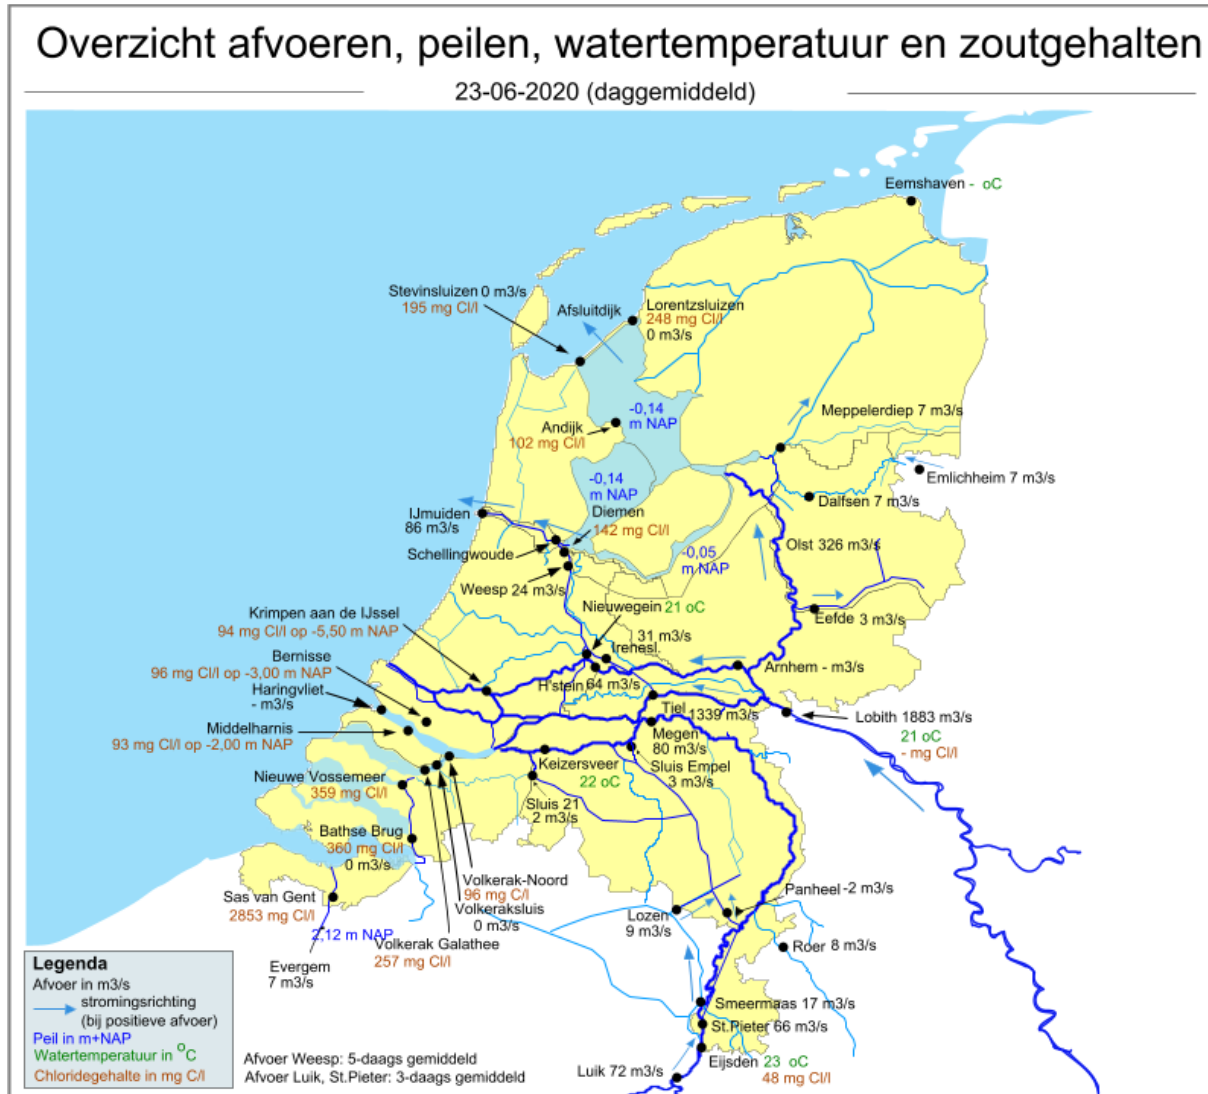 Overzicht afvoeren, peilen, watertemperatuur en zoutgehalten
23-06-2020 (daggemiddeld)
Eemshaven - oC
Stevinsluizen 0 m3/s
195 mg Cl/l
Afsluitdijk
Lorentzsluizen
248 mg Cl/l
0 m3/s
-0,14
m NAP
Andijk
102 mg Cl/l
Meppelerdiep 7 m3/s
Emlichheim 7 m3/s
-0,14
m NAP
Dalfsen 7 m3/s
IJmuiden
86 m3/s
Diemen
142 mg Cl/l
Schellingwoude
-0,05
m NAP
Olst 326 m3/s
Weesp 24 m3/s
Nieuwegein 21 oC
Eefde 3 m3/s
Krimpen aan de IJssel
94 mg Cl/l op -5,50 m NAP
31 m3/s
Irenesl.
Bernisse
96 mg Cl/l op -3,00 m NAP
Arnhem - m3/s
H'stein 64 m3/s
Haringvliet
- m3/s
Tiel 1339 m3/s
Lobith 1883 m3/s
21 oC
- mg Cl/l
Middelharnis
93 mg Cl/l op -2,00 m NAP
Megen
80 m3/s
Keizersveer
22 oC
Sluis Empel
3 m3/s
Nieuwe Vossemeer
359 mg Cl/l
Sluis 21
2 m3/s
Bathse Brug
360 mg Cl/l
0 m3/s
Volkerak-Noord
96 mg C/l
Volkeraksluis
0 m3/s
Panheel -2 m3/s
Sas van Gent
2853 mg Cl/l
Lozen
9 m3/s
2,12 m NAP
Volkerak Galathee
257 mg Cl/l
Roer 8 m3/s
Evergem
7 m3/s
Smeermaas 17 m3/s
St.Pieter 66 m3/s
Eijsden 23 oC
48 mg Cl/l
Luik 72 m3/s
Legenda
Afvoer in m3/s
stromingsrichting
(bij positieve afvoer)
Peil in m+NAP
Watertemperatuur in oC
Chloridegehalte in mg C/l
Afvoer Weesp: 5-daags gemiddeld
Afvoer Luik, St.Pieter: 3-daags gemiddeld